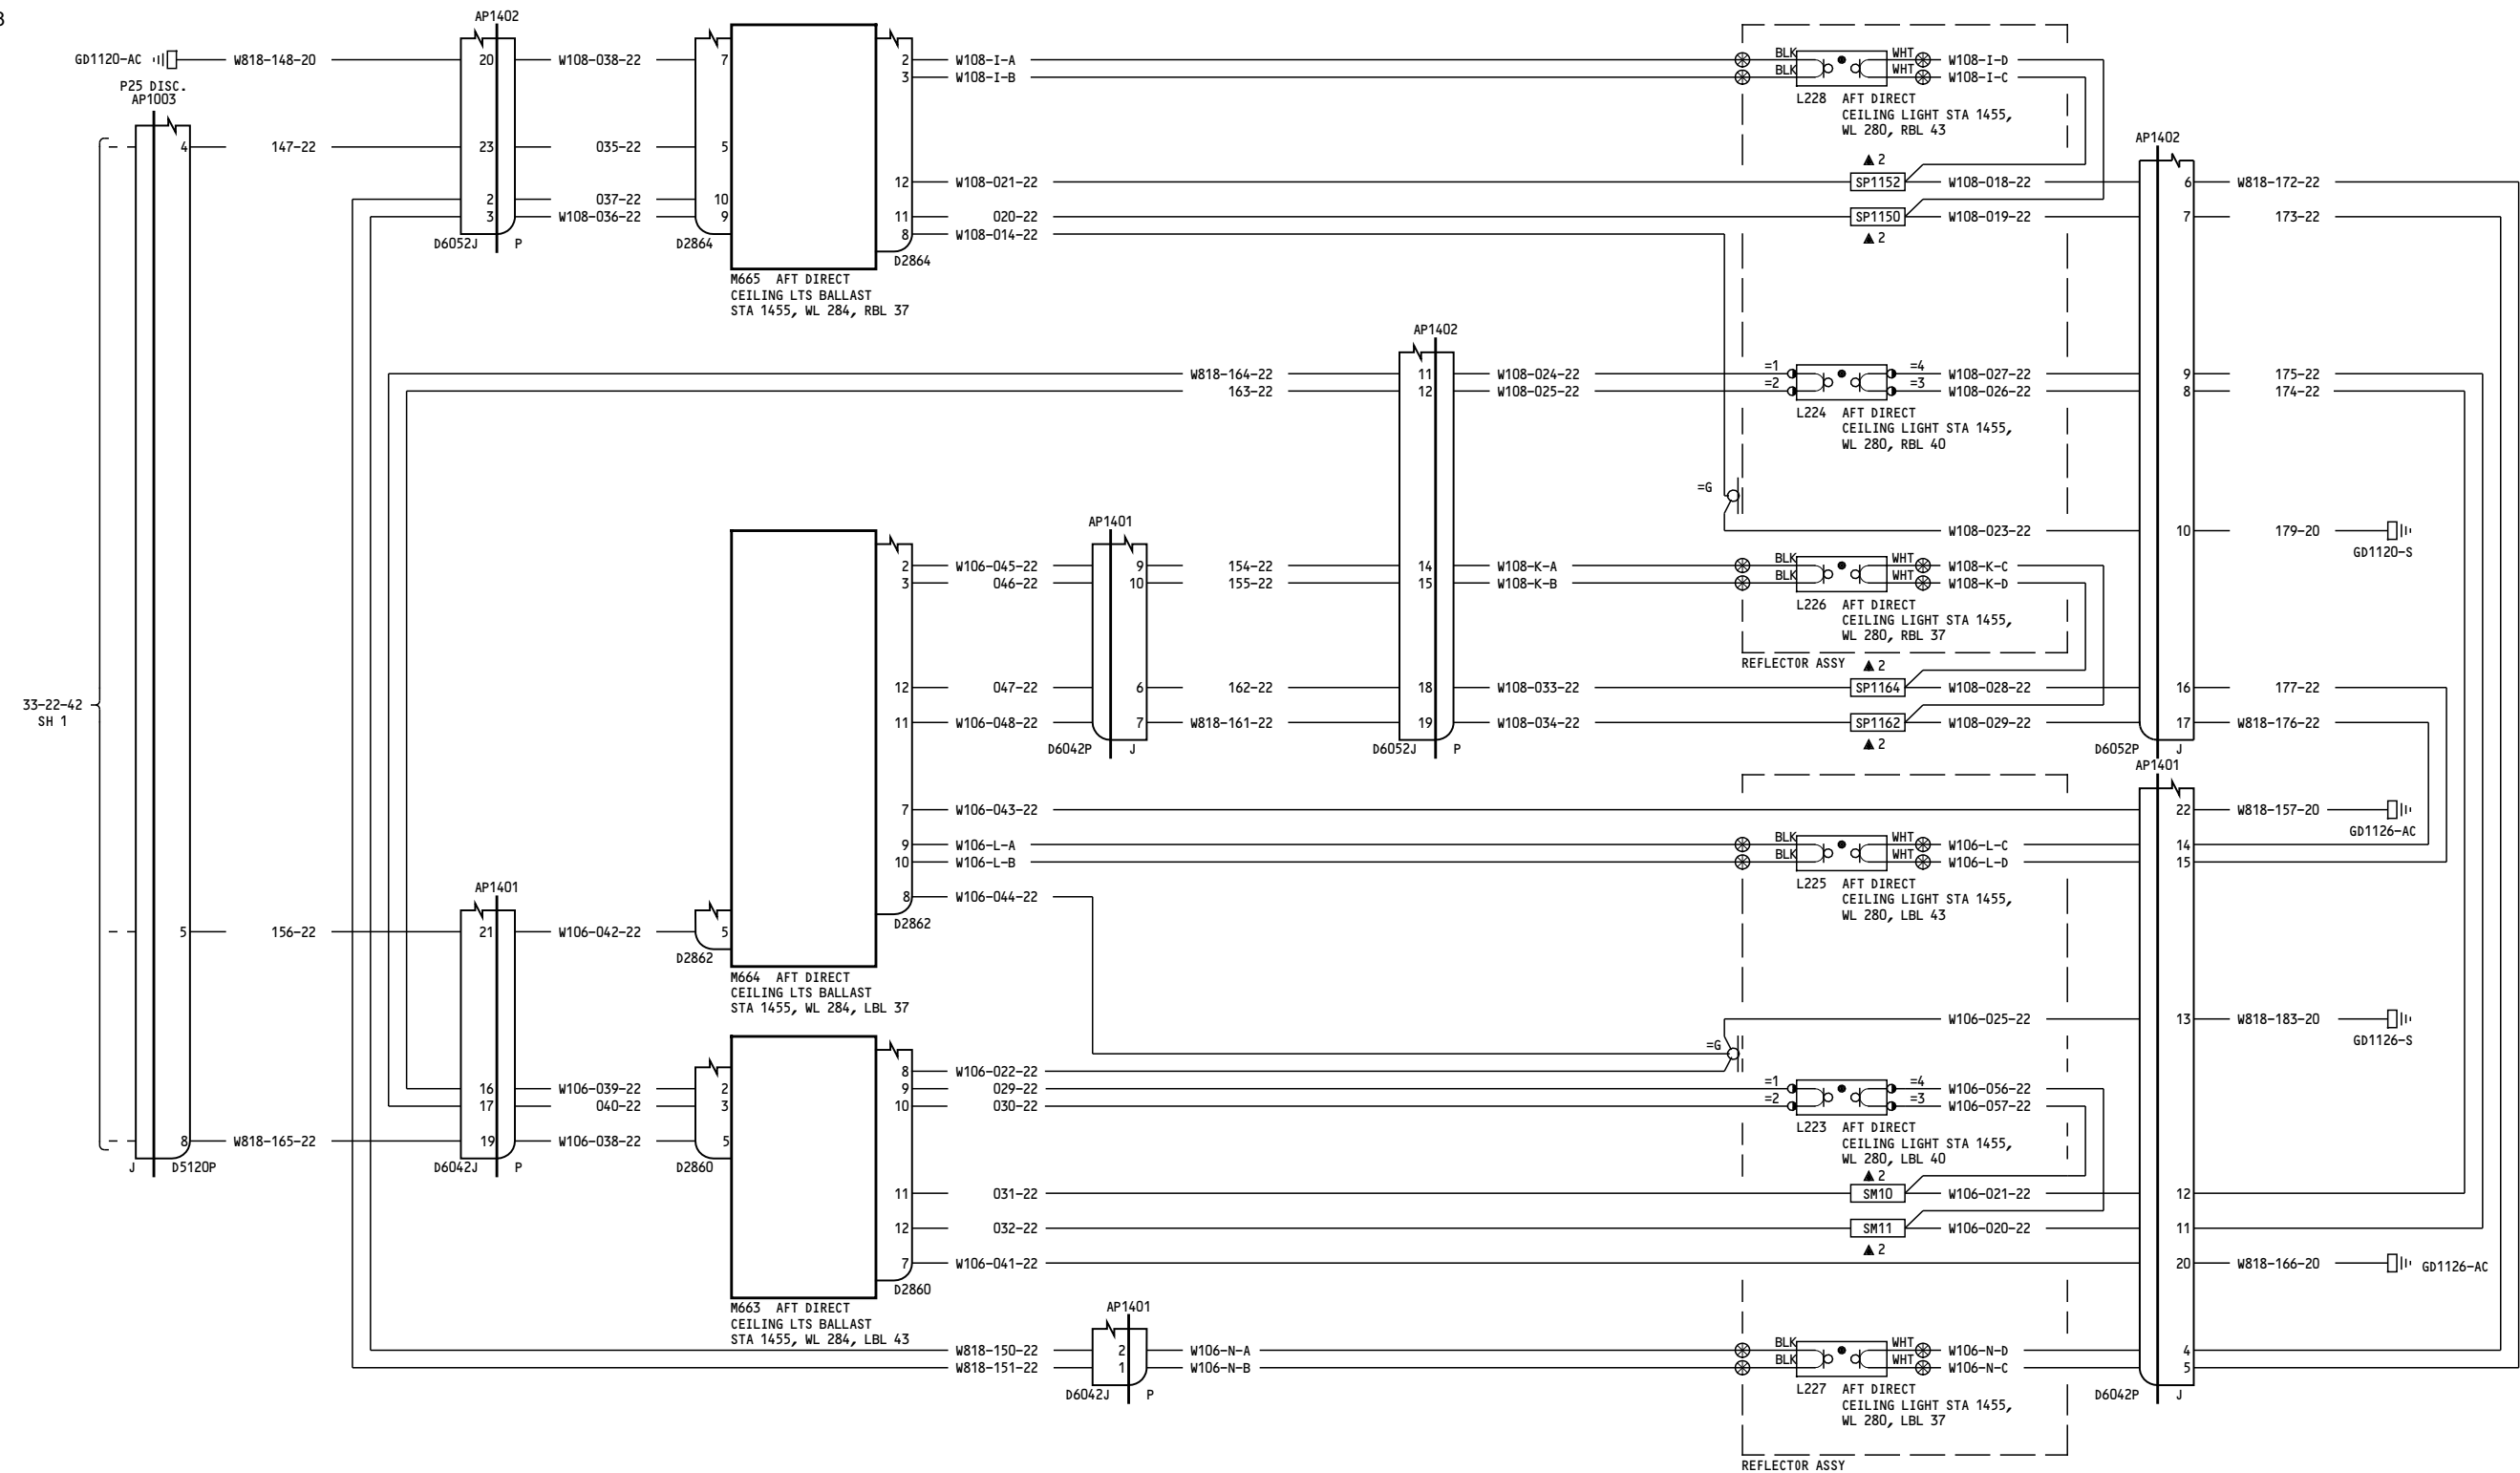 3
AP1402
GD1120-AC W818-148-20 20 W108-038-22 7 2 W108-I-A BLK WHT W108-I-D
3 W108-I-B BLK WHT W108-I-C
P25 DISC.
AP1003
L228 AFT DIRECT
CEILING LIGHT STA 1455,
WL 280, RBL 43
AP1402
4 147-22 23 035-22 5
2
12 W108-021-22 SP1152 W108-018-22 6 W818-172-22
2 037-22 10
3 W108-036-22 9 11 020-22 SP1150 W108-019-22 7 173-22
8 W108-014-22
2
D6052J P D2864 D2864
M665 AFT DIRECT
CEILING LTS BALLAST
STA 1455, WL 284, RBL 37
AP1402
W818-164-22 11 W108-024-22 =1 =4 W108-027-22 9 175-22
163-22 12 W108-025-22 =2 =3 W108-026-22 8 174-22
L224 AFT DIRECT
CEILING LIGHT STA 1455,
WL 280, RBL 40
=G
AP1401
W108-023-22 10 179-20
GD1120-S
2 W106-045-22 9 154-22 14 W108-K-A BLK WHT W108-K-C
3 046-22 10 155-22 15 W108-K-B BLK WHT W108-K-D
L226 AFT DIRECT
CEILING LIGHT STA 1455,
WL 280, RBL 37
REFLECTOR ASSY 2
12 047-22 6 162-22 18 W108-033-22 SP1164 W108-028-22 16 177-22
33-22-42
SH 1
11 W106-048-22 7 W818-161-22 19 W108-034-22 SP1162 W108-029-22 17 W818-176-22
2
D6042P J D6052J P D6052P J
AP1401
7 W106-043-22 22 W818-157-20
GD1126-AC
9 W106-L-A BLK WHT W106-L-C 14
10 W106-L-B BLK WHT W106-L-D 15
AP1401
L225 AFT DIRECT
CEILING LIGHT STA 1455,
WL 280, LBL 43
8 W106-044-22
D2862
5 156-22 21 W106-042-22 5
D2862
M664 AFT DIRECT
CEILING LTS BALLAST
STA 1455, WL 284, LBL 37
W106-025-22 13 W818-183-20
GD1126-S
=G
8 W106-022-22
16 W106-039-22 2 9 029-22 =1 =4 W106-056-22
17 040-22 3 10 030-22 =2 =3 W106-057-22
L223 AFT DIRECT
CEILING LIGHT STA 1455,
WL 280, LBL 40
8 W818-165-22 19 W106-038-22 5
J D5120P D6042J P D2860
2
11 031-22 SM10 W106-021-22 12
12 032-22 SM11 W106-020-22 11
2
7 W106-041-22 20 W818-166-20 GD1126-AC
D2860
M663 AFT DIRECT
CEILING LTS BALLAST
STA 1455, WL 284, LBL 43
AP1401
W818-150-22 2 W106-N-A BLK WHT W106-N-D 4
W818-151-22 1 W106-N-B BLK WHT W106-N-C 5
D6042J P D6042P J
L227 AFT DIRECT
CEILING LIGHT STA 1455,
WL 280, LBL 37
REFLECTOR ASSY